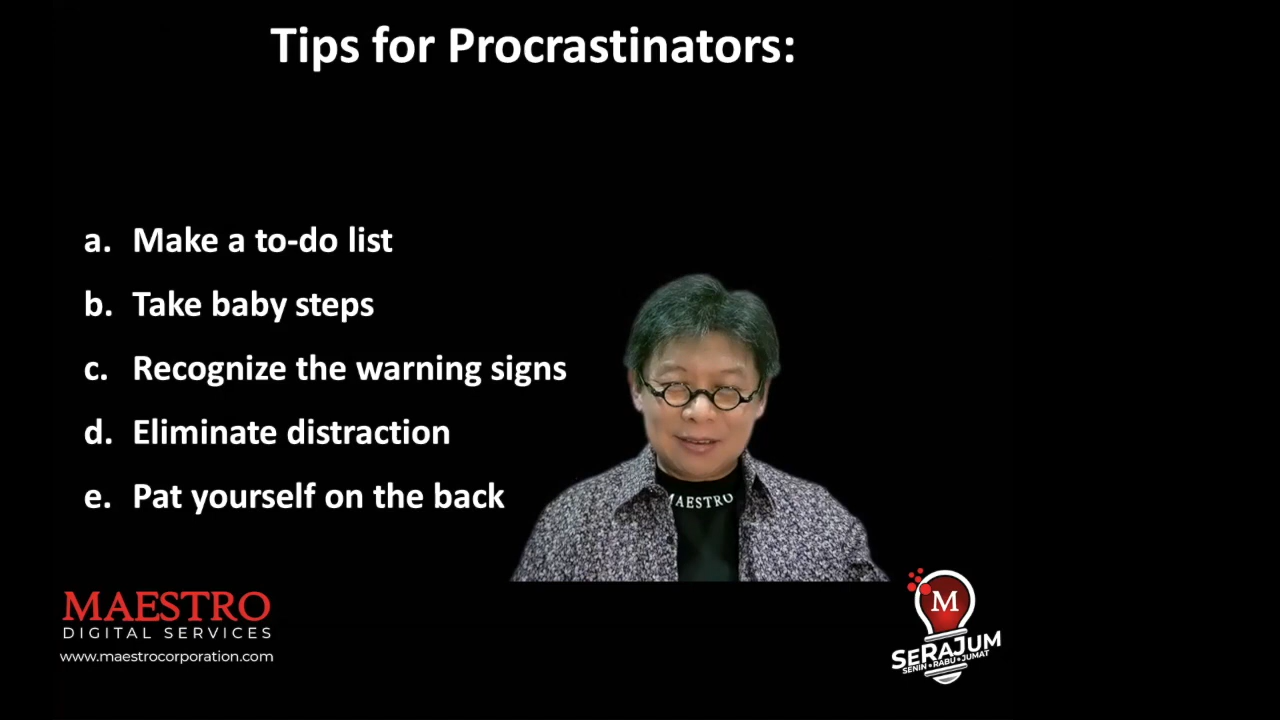 Tips for Procrastinators:
a. Make a to-do list
b. Take baby steps
c. Recognize the warning signs
d. Eliminate distraction
e. Pat yourself on the back
MAESTRO
MAESTRO
DIGITAL SERVICES
www.maestrocorporation.com
M
SERAJUM
SENIN • RABU • JUMAT